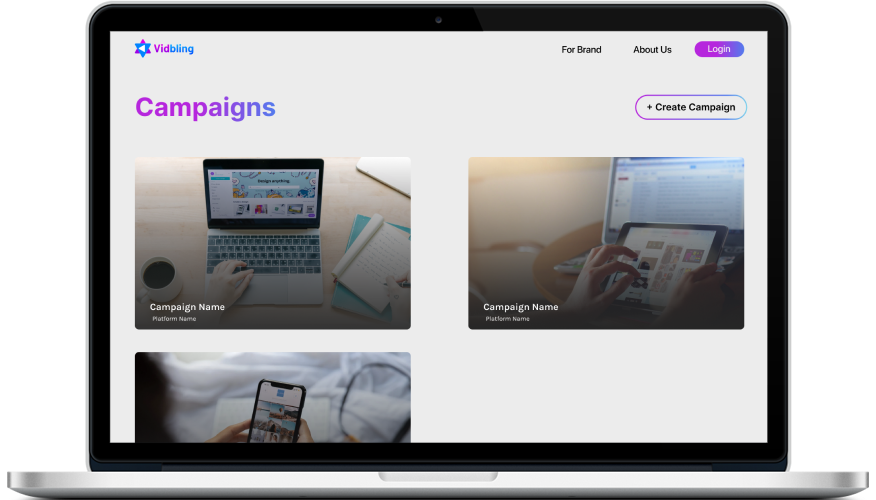 Vidbling
For Brand
About Us
Login
Campaigns
+ Create Campaign
Design anything
Campaign Name
Platform Name
Campaign Name
Platform Name